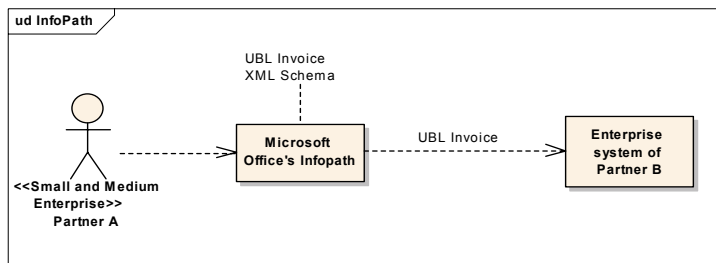 ud InfoPath
UBL Invoice
XML Schema
Microsoft
Office's Infopath
UBL Invoice
Enterprise
system of
Partner B
<<Small and Medium
Enterprise>>
Partner A